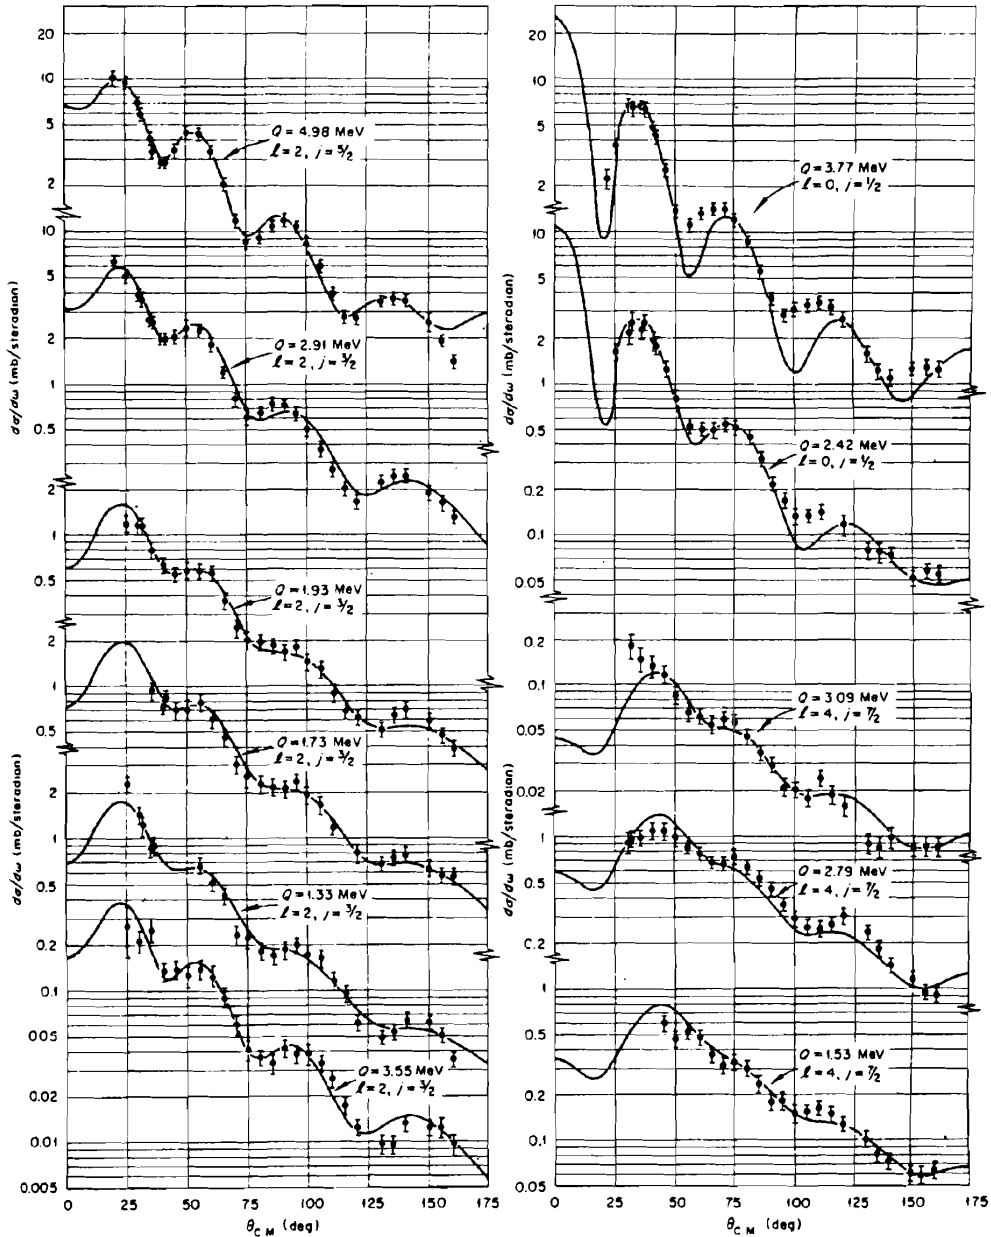 20
10
5
2
10
5
2
1
0.5
2
1
0.5
2
1
0.5
2
1
0.5
0.2
0.1
0.05
0.02
0.01
0.005
dσ/dω (mb/steradian)
dσ/dω (mb/steradian)
Q = 4.98 MeV
ℓ = 2, j = 5/2
Q = 2.91 MeV
ℓ = 2, j = 3/2
Q = 1.93 MeV
ℓ = 2, j = 3/2
Q = 1.73 MeV
ℓ = 2, j = 3/2
Q = 1.33 MeV
ℓ = 2, j = 3/2
Q = 3.55 MeV
ℓ = 2, j = 3/2
0 25 50 75 100 125 150 175
θCM (deg)
20
10
5
2
10
5
2
1
0.5
0.2
0.1
0.05
0.2
0.1
0.05
0.02
1
0.5
0.2
1
0.5
0.2
0.1
0.05
dσ/dω (mb/steradian)
dσ/dω (mb/steradian)
Q = 3.77 MeV
ℓ = 0, j = 1/2
Q = 2.42 MeV
ℓ = 0, j = 1/2
Q = 3.09 MeV
ℓ = 4, j = 7/2
Q = 2.79 MeV
ℓ = 4, j = 7/2
Q = 1.53 MeV
ℓ = 4, j = 7/2
0 25 50 75 100 125 150 175
θCM (deg)